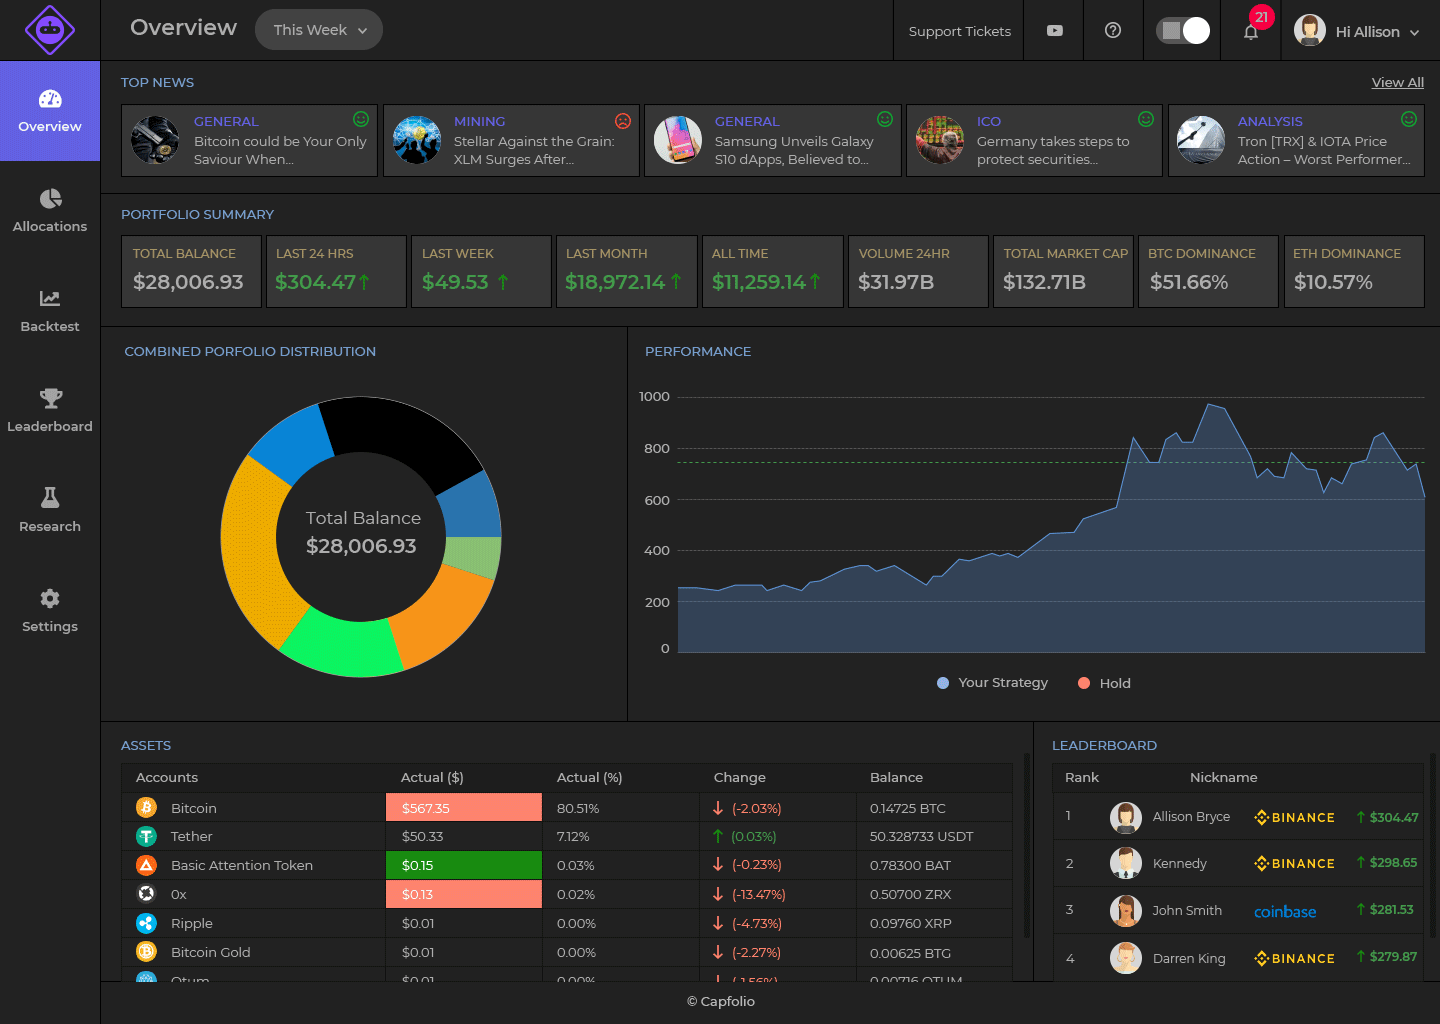 Overview
This Week
Support Tickets
21
Hi Allison
Overview
Allocations
Backtest
Leaderboard
Research
Settings
TOP NEWS
View All
GENERAL
Bitcoin could be Your Only
Saviour When...
MINING
Stellar Against the Grain:
XLM Surges After...
GENERAL
Samsung Unveils Galaxy
S10 dApps, Believed to...
ICO
Germany takes steps to
protect securities...
ANALYSIS
Tron [TRX] & IOTA Price
Action – Worst Performer...
PORTFOLIO SUMMARY
TOTAL BALANCE
$28,006.93
LAST 24 HRS
$304.47
LAST WEEK
$49.53
LAST MONTH
$18,972.14
ALL TIME
$11,259.14
VOLUME 24HR
$31.97B
TOTAL MARKET CAP
$132.71B
BTC DOMINANCE
$51.66%
ETH DOMINANCE
$10.57%
COMBINED PORFOLIO DISTRIBUTION
Total Balance
$28,006.93
PERFORMANCE
1000
800
600
400
200
0
Your Strategy
Hold
ASSETS
Accounts Actual ($) Actual (%) Change Balance
Bitcoin $567.35 80.51% (-2.03%) 0.14725 BTC
Tether $50.33 7.12% (0.03%) 50.328733 USDT
Basic Attention Token $0.15 0.03% (-0.23%) 0.78300 BAT
0x $0.13 0.02% (-13.47%) 0.50700 ZRX
Ripple $0.01 0.00% (-4.73%) 0.09760 XRP
Bitcoin Gold $0.01 0.00% (-2.27%) 0.00625 BTG
Qtum $0.01 0.00% (-1.56%) 0.00716 QTUM
LEADERBOARD
Rank Nickname
1 Allison Bryce BINANCE $304.47
2 Kennedy BINANCE $298.65
3 John Smith coinbase $281.53
4 Darren King BINANCE $279.87
© Capfolio